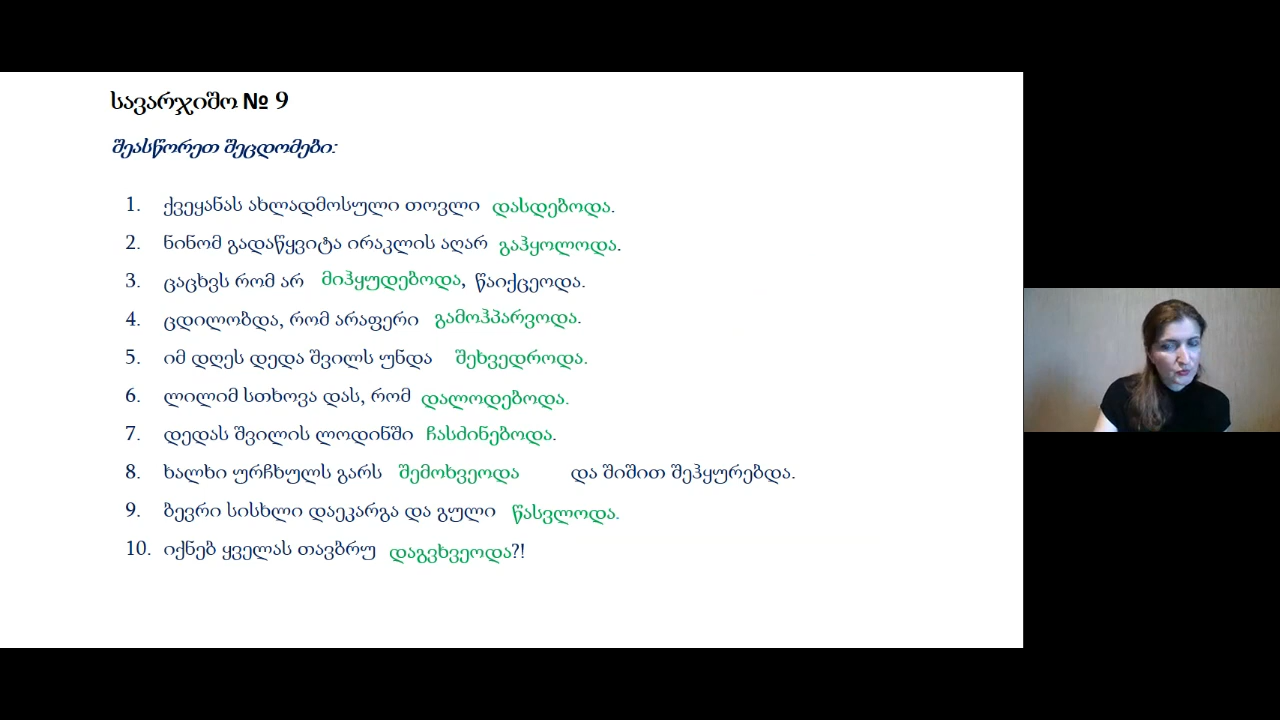 სავარჯიშო № 9
შეასწორეთ შეცდომები:
1. ქვეყანას ახლადმოსული თოვლი დასდებოდა.
2. ნინომ გადაწყვიტა ირაკლის აღარ გაჰყოლოდა.
3. ცაცხვს რომ არ მიჰყუდებოდა, წაიქცეოდა.
4. ცდილობდა, რომ არაფერი გამოჰპარვოდა.
5. იმ დღეს დედა შვილს უნდა შეხვედროდა.
6. ლილიმ სთხოვა დას, რომ დალოდებოდა.
7. დედას შვილის ლოდინში ჩასძინებოდა.
8. ხალხი ურჩხულს გარს შემოხვეოდა და შიშით შეჰყურებდა.
9. ბევრი სისხლი დაეკარგა და გული წასვლოდა.
10. იქნებ ყველას თავბრუ დაგვხვეოდა?!